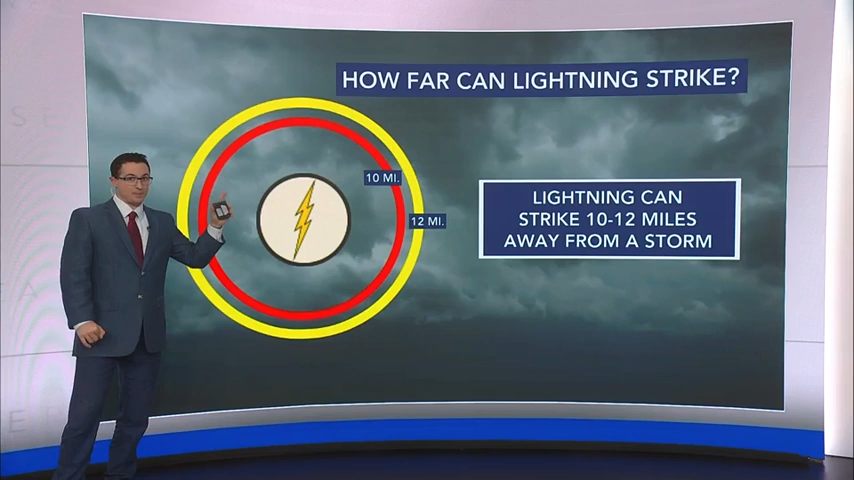 HOW FAR CAN LIGHTNING STRIKE?
10 MI.
12 MI.
LIGHTNING CAN
STRIKE 10-12 MILES
AWAY FROM A STORM